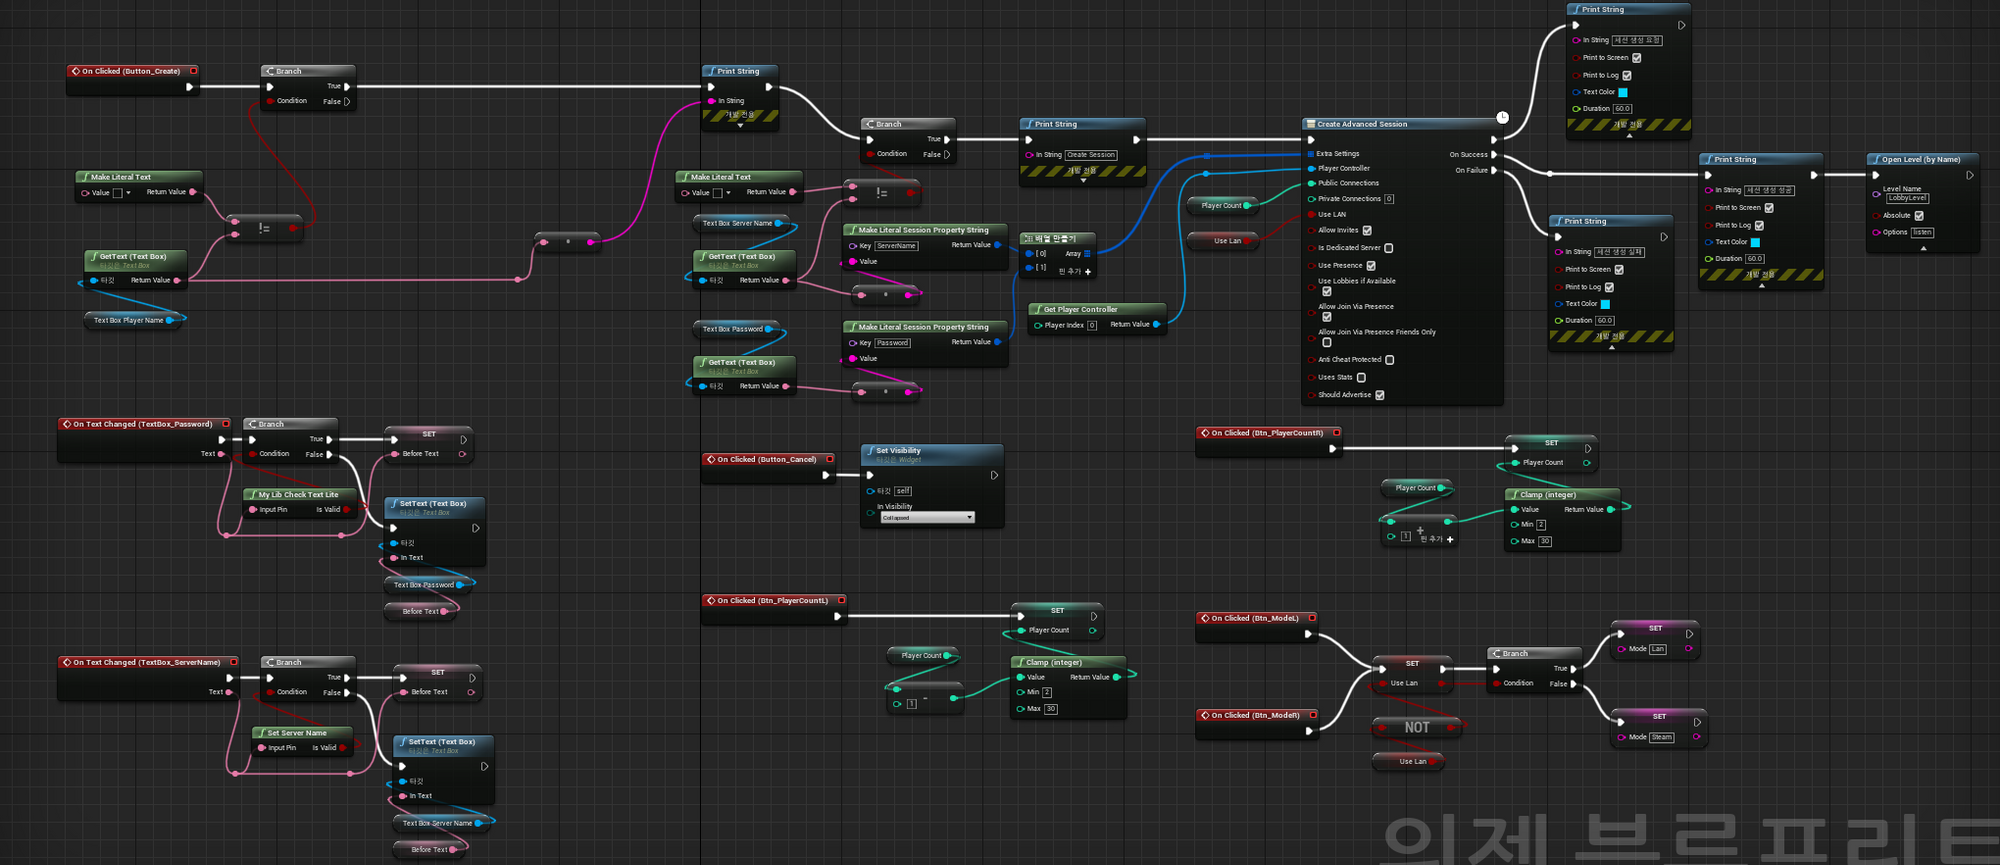 Print String
In String 세션 생성 요청
Print to Screen
Print to Log
Text Color
Duration 60.0
개발 전용
On Clicked (Button_Create)
Branch
True
Condition False
Print String
In String
개발 전용
Branch
True
Condition False
Print String
In String Create Session
개발 전용
Create Advanced Session
Extra Settings On Success
Player Controller On Failure
Public Connections
Private Connections 0
Use LAN
Allow Invites
Is Dedicated Server
Use Presence
Use Lobbies if Available
Allow Join Via Presence
Allow Join Via Presence Friends Only
Anti Cheat Protected
Uses Stats
Should Advertise
Print String
In String 세션 생성 성공
Print to Screen
Print to Log
Text Color
Duration 60.0
개발 전용
Open Level (by Name)
Level Name
LobbyLevel
Absolute
Options listen
Print String
In String 세션 생성 실패
Print to Screen
Print to Log
Text Color
Duration 60.0
개발 전용
Make Literal Text
Value Return Value
!=
GetText (Text Box)
타깃은 Text Box
타깃 Return Value
Text Box Player Name
Make Literal Text
Value Return Value
!=
Text Box Server Name
GetText (Text Box)
타깃은 Text Box
타깃 Return Value
Make Literal Session Property String
Key ServerName Return Value
Value
배열 만들기
[0] Array
[1] 핀 추가 +
Player Count
Use Lan
Get Player Controller
Player Index 0 Return Value
Text Box Password
GetText (Text Box)
타깃은 Text Box
타깃 Return Value
Make Literal Session Property String
Key Password Return Value
Value
On Text Changed (TextBox_Password)
Text
Branch
True
Condition False
SET
Before Text
My Lib Check Text Lite
Input Pin Is Valid
SetText (Text Box)
타깃은 Text Box
타깃
In Text
Text Box Password
Before Text
On Clicked (Button_Cancel)
Set Visibility
타깃은 Widget
타깃 self
In Visibility
Collapsed
On Clicked (Btn_PlayerCountR)
SET
Player Count
Player Count
+
1 핀 추가 +
Clamp (integer)
Value Return Value
Min 2
Max 30
On Clicked (Btn_PlayerCountL)
SET
Player Count
Player Count
1 -
Clamp (integer)
Value Return Value
Min 2
Max 30
On Clicked (Btn_ModeL)
On Clicked (Btn_ModeR)
SET
Use Lan
Branch
True
Condition False
SET
Mode Lan
SET
Mode Steam
NOT
Use Lan
On Text Changed (TextBox_ServerName)
Text
Branch
True
Condition False
SET
Before Text
Set Server Name
Input Pin Is Valid
SetText (Text Box)
타깃은 Text Box
타깃
In Text
Text Box Server Name
Before Text